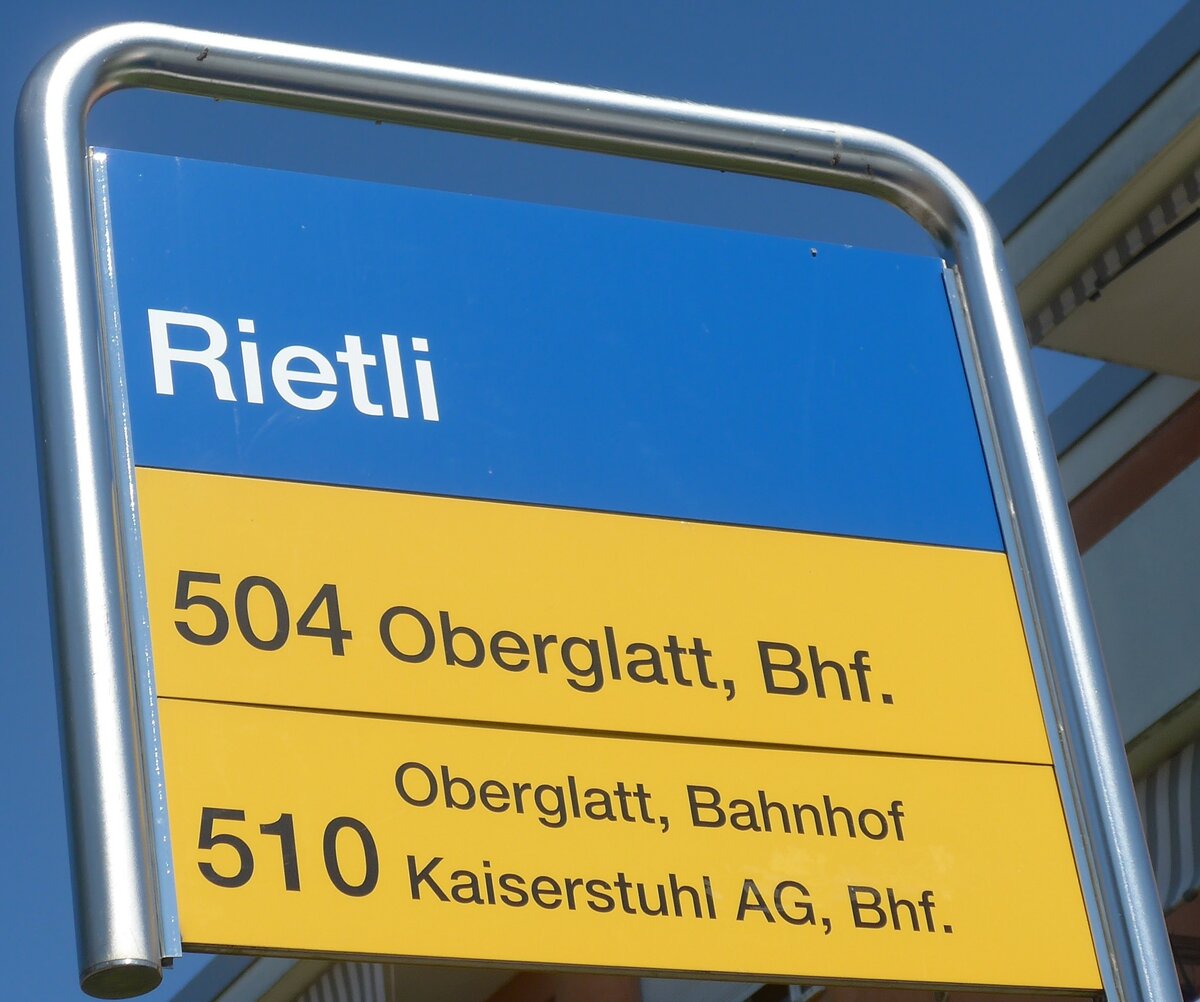 Rietli
504 Oberglatt, Bhf.
510 Oberglatt, Bahnhof
Kaiserstuhl AG, Bhf.